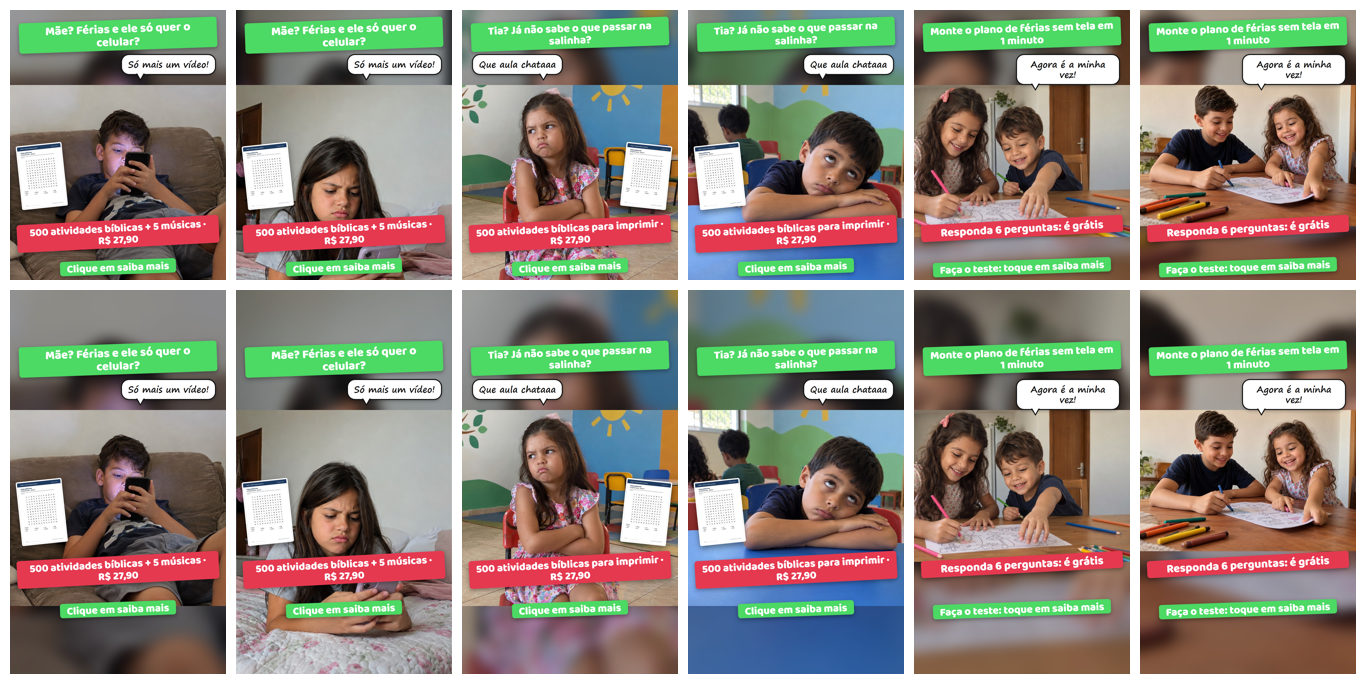 Mãe? Férias e ele só quer o
celular?
Só mais um vídeo!
500 atividades bíblicas + 5 músicas ·
R$ 27,90
Clique em saiba mais
Mãe? Férias e ele só quer o
celular?
Só mais um vídeo!
500 atividades bíblicas + 5 músicas ·
R$ 27,90
Clique em saiba mais
Tia? Já não sabe o que passar na
salinha?
Que aula chataaa
500 atividades bíblicas para imprimir ·
R$ 27,90
Clique em saiba mais
Tia? Já não sabe o que passar na
salinha?
Que aula chataaa
500 atividades bíblicas para imprimir ·
R$ 27,90
Clique em saiba mais
Monte o plano de férias sem tela em
1 minuto
Agora é a minha
vez!
Responda 6 perguntas: é grátis
Faça o teste: toque em saiba mais
Monte o plano de férias sem tela em
1 minuto
Agora é a minha
vez!
Responda 6 perguntas: é grátis
Faça o teste: toque em saiba mais
Mãe? Férias e ele só quer o
celular?
Só mais um vídeo!
500 atividades bíblicas + 5 músicas ·
R$ 27,90
Clique em saiba mais
Mãe? Férias e ele só quer o
celular?
Só mais um vídeo!
500 atividades bíblicas + 5 músicas ·
R$ 27,90
Clique em saiba mais
Tia? Já não sabe o que passar na
salinha?
Que aula chataaa
500 atividades bíblicas para imprimir ·
R$ 27,90
Clique em saiba mais
Tia? Já não sabe o que passar na
salinha?
Que aula chataaa
500 atividades bíblicas para imprimir ·
R$ 27,90
Clique em saiba mais
Monte o plano de férias sem tela em
1 minuto
Agora é a minha
vez!
Responda 6 perguntas: é grátis
Faça o teste: toque em saiba mais
Monte o plano de férias sem tela em
1 minuto
Agora é a minha
vez!
Responda 6 perguntas: é grátis
Faça o teste: toque em saiba mais